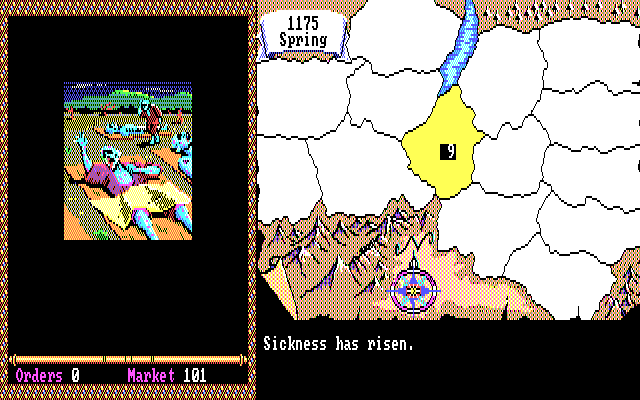 1175
Spring
9
Sickness has risen.
Orders 0 Market 101